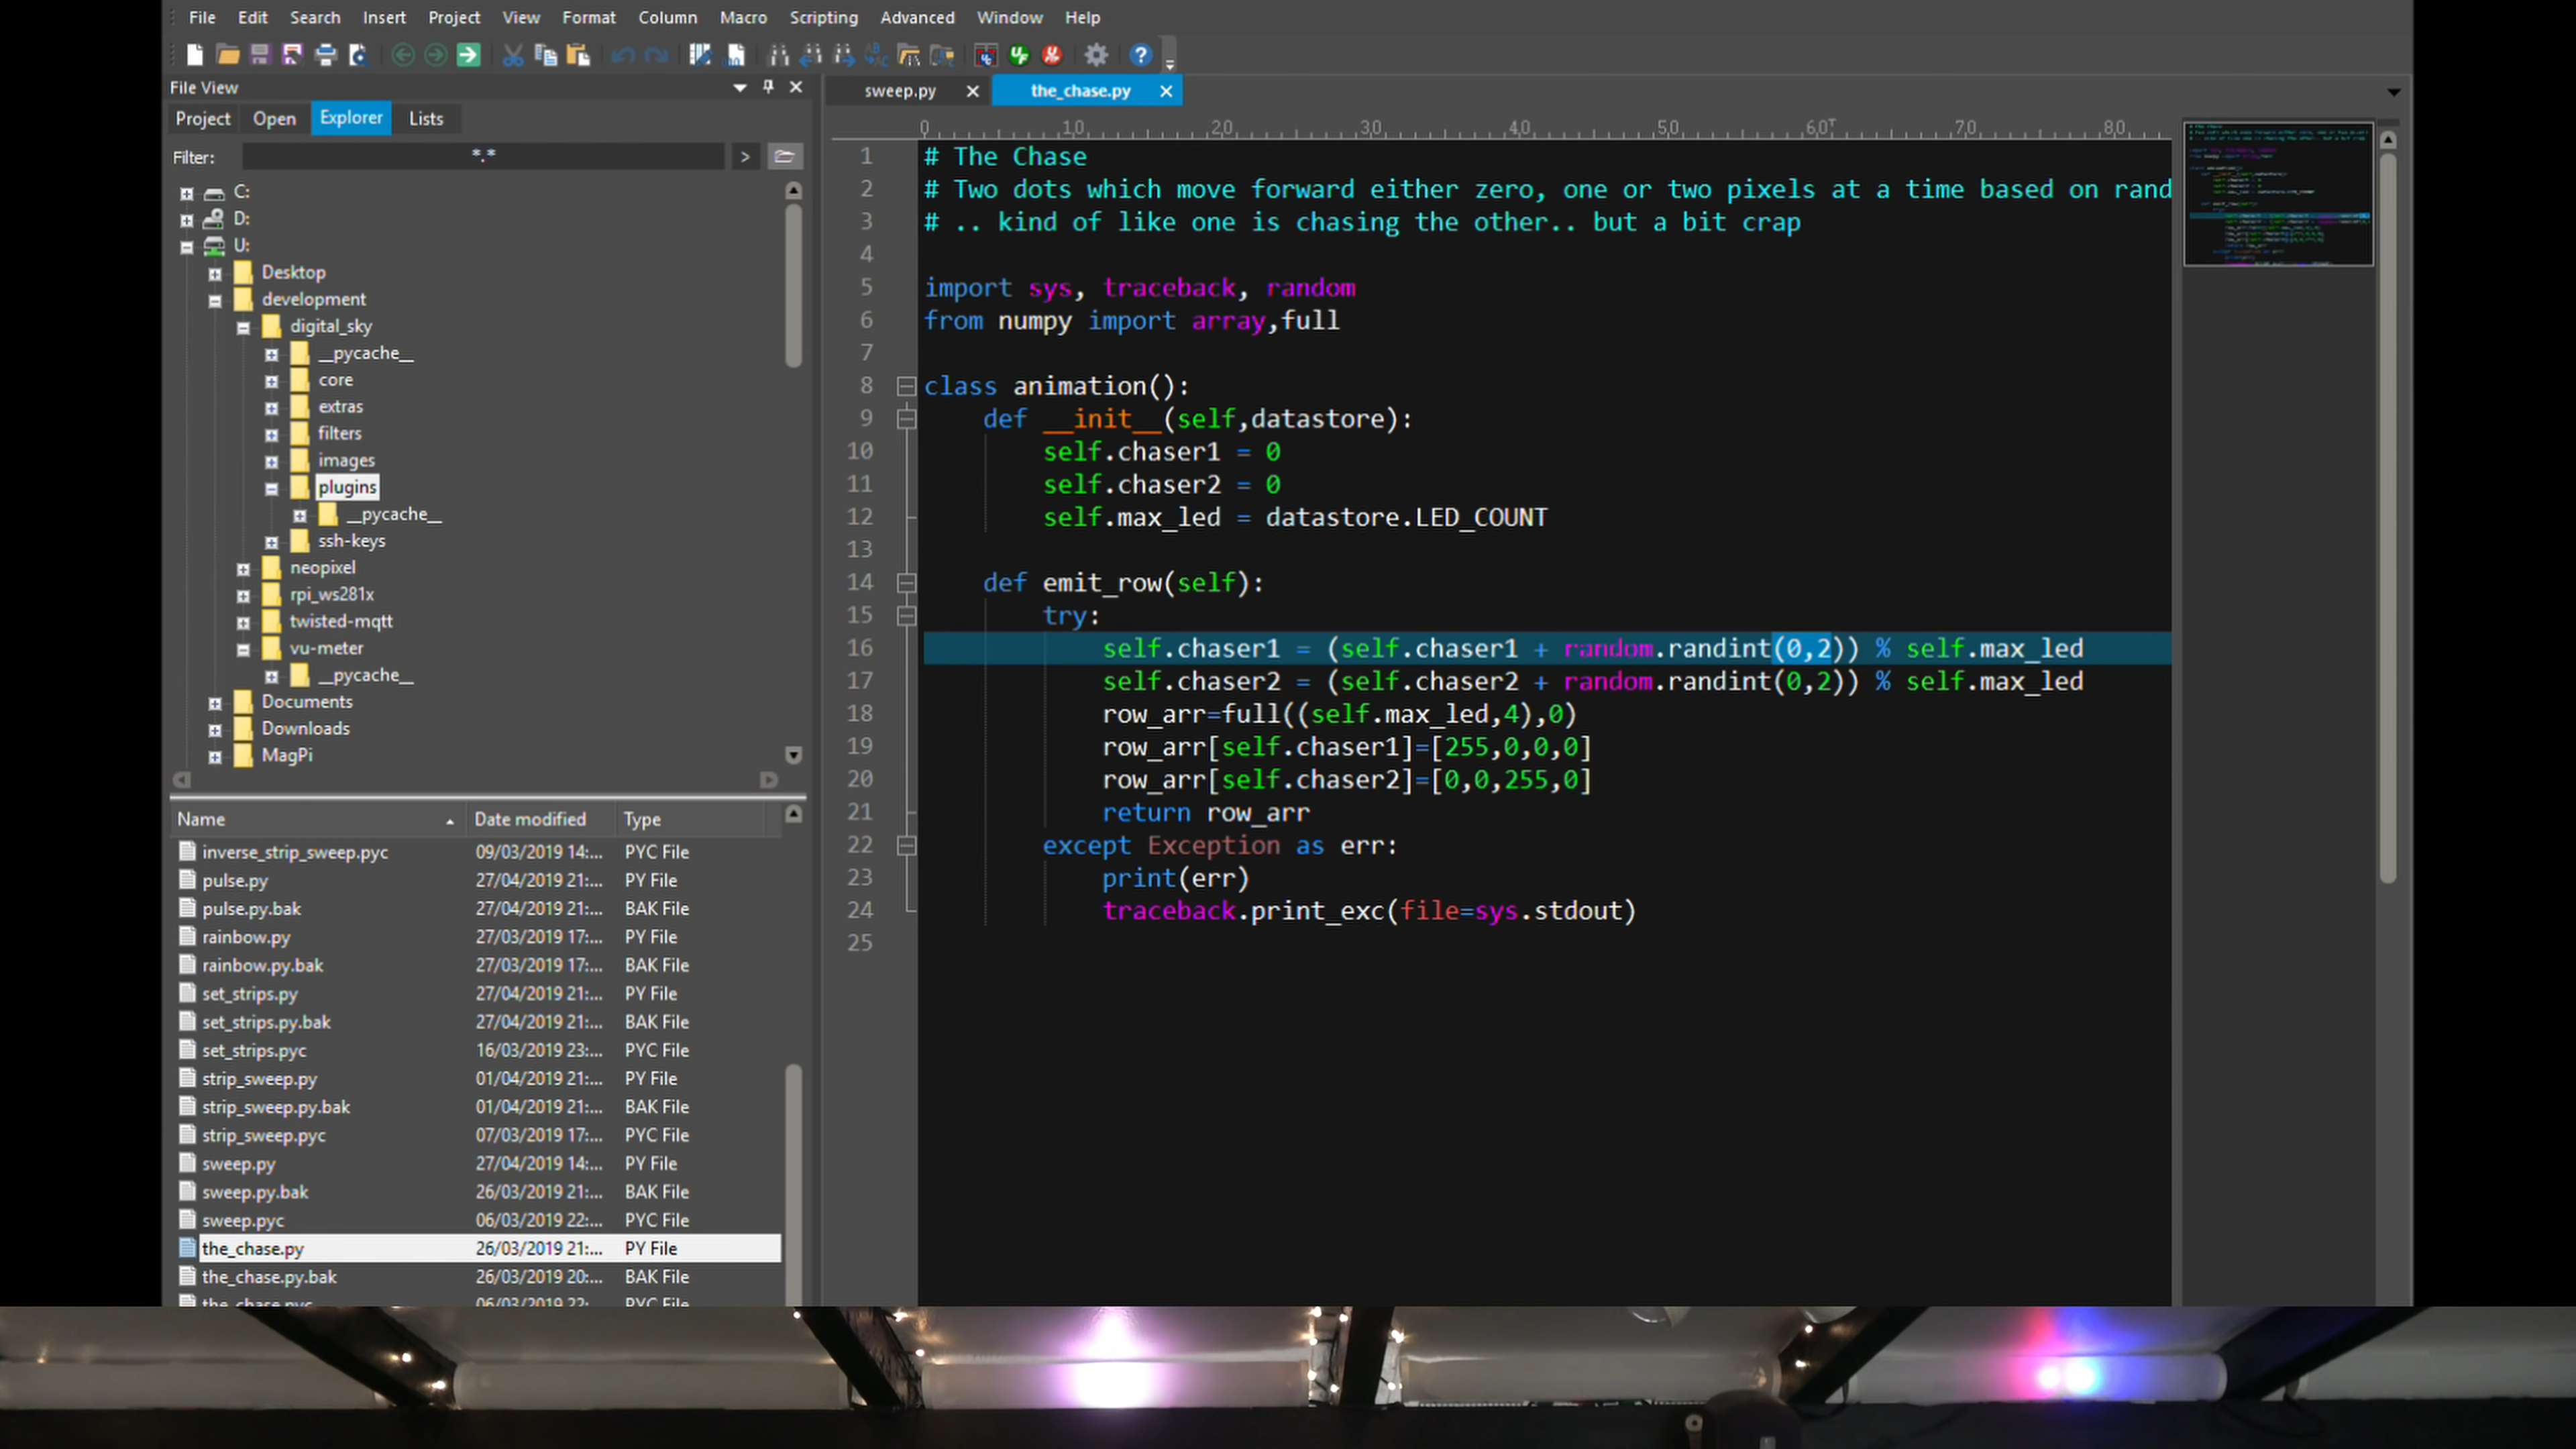 File Edit Search Insert Project View Format Column Macro Scripting Advanced Window Help
File View
Project Open Explorer Lists
Filter: *.* >
C:
D:
U:
Desktop
development
digital_sky
__pycache__
core
extras
filters
images
plugins
__pycache__
ssh-keys
neopixel
rpi_ws281x
twisted-mqtt
vu-meter
__pycache__
Documents
Downloads
MagPi
Name Date modified Type
inverse_strip_sweep.pyc 09/03/2019 14:... PYC File
pulse.py 27/04/2019 21:... PY File
pulse.py.bak 27/04/2019 21:... BAK File
rainbow.py 27/03/2019 17:... PY File
rainbow.py.bak 27/03/2019 17:... BAK File
set_strips.py 27/04/2019 21:... PY File
set_strips.py.bak 27/04/2019 21:... BAK File
set_strips.pyc 16/03/2019 23:... PYC File
strip_sweep.py 01/04/2019 21:... PY File
strip_sweep.py.bak 01/04/2019 21:... BAK File
strip_sweep.pyc 07/03/2019 17:... PYC File
sweep.py 27/04/2019 14:... PY File
sweep.py.bak 26/03/2019 21:... BAK File
sweep.pyc 06/03/2019 22:... PYC File
the_chase.py 26/03/2019 21:... PY File
the_chase.py.bak 26/03/2019 20:... BAK File
the_chase.pyc 06/03/2019 22: PYC File
sweep.py the_chase.py
0 10 20 30 40 50 60 70 80
1 # The Chase
2 # Two dots which move forward either zero, one or two pixels at a time based on rand
3 # .. kind of like one is chasing the other.. but a bit crap
4
5 import sys, traceback, random
6 from numpy import array,full
7
8 class animation():
9 def __init__(self,datastore):
10 self.chaser1 = 0
11 self.chaser2 = 0
12 self.max_led = datastore.LED_COUNT
13
14 def emit_row(self):
15 try:
16 self.chaser1 = (self.chaser1 + random.randint(0,2)) % self.max_led
17 self.chaser2 = (self.chaser2 + random.randint(0,2)) % self.max_led
18 row_arr=full((self.max_led,4),0)
19 row_arr[self.chaser1]=[255,0,0,0]
20 row_arr[self.chaser2]=[0,0,255,0]
21 return row_arr
22 except Exception as err:
23 print(err)
24 traceback.print_exc(file=sys.stdout)
25